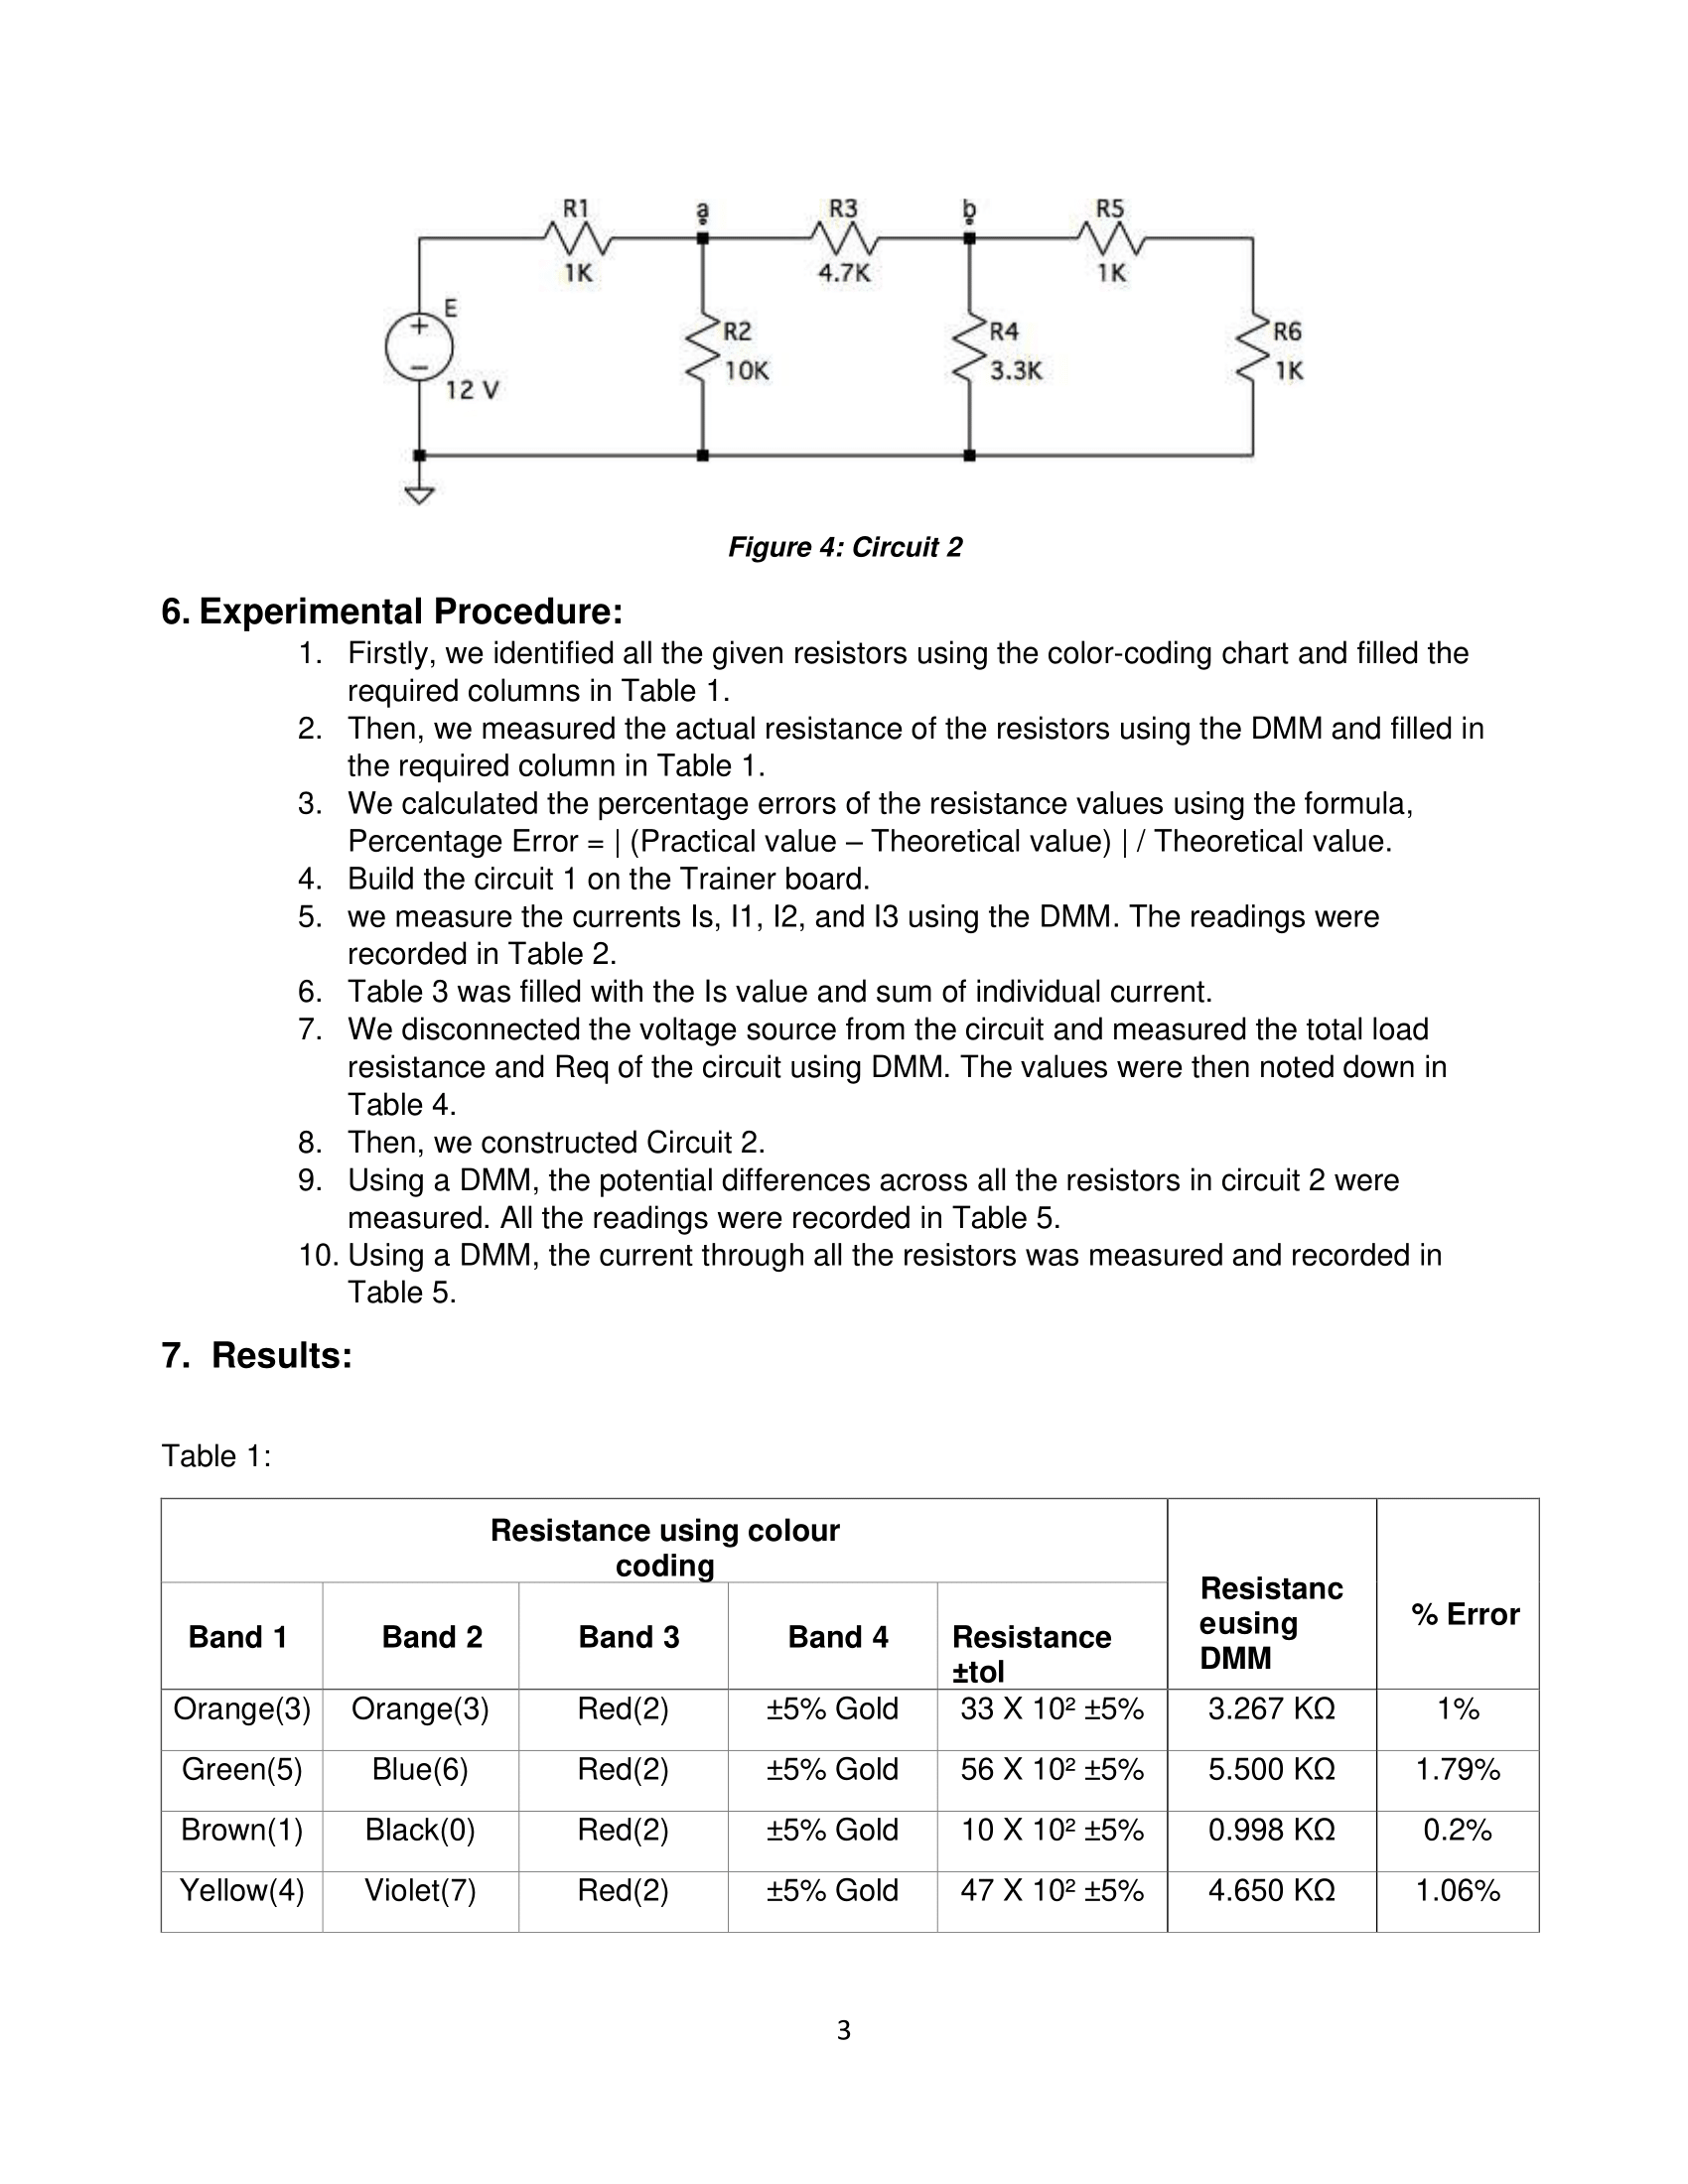 R1 a R3 b R5
1K 4.7K 1K
E
+ R2 R4 R6
− 10K 3.3K 1K
12 V
Figure 4: Circuit 2
6. Experimental Procedure:
1. Firstly, we identified all the given resistors using the color-coding chart and filled the
required columns in Table 1.
2. Then, we measured the actual resistance of the resistors using the DMM and filled in
the required column in Table 1.
3. We calculated the percentage errors of the resistance values using the formula,
Percentage Error = | (Practical value – Theoretical value) | / Theoretical value.
4. Build the circuit 1 on the Trainer board.
5. we measure the currents Is, I1, I2, and I3 using the DMM. The readings were
recorded in Table 2.
6. Table 3 was filled with the Is value and sum of individual current.
7. We disconnected the voltage source from the circuit and measured the total load
resistance and Req of the circuit using DMM. The values were then noted down in
Table 4.
8. Then, we constructed Circuit 2.
9. Using a DMM, the potential differences across all the resistors in circuit 2 were
measured. All the readings were recorded in Table 5.
10. Using a DMM, the current through all the resistors was measured and recorded in
Table 5.
7. Results:
Table 1:
Resistance using colour
coding
Resistanc
eusing
DMM
% Error
Band 1 Band 2 Band 3 Band 4 Resistance
±tol
Orange(3) Orange(3) Red(2) ±5% Gold 33 X 10² ±5% 3.267 KΩ 1%
Green(5) Blue(6) Red(2) ±5% Gold 56 X 10² ±5% 5.500 KΩ 1.79%
Brown(1) Black(0) Red(2) ±5% Gold 10 X 10² ±5% 0.998 KΩ 0.2%
Yellow(4) Violet(7) Red(2) ±5% Gold 47 X 10² ±5% 4.650 KΩ 1.06%
3